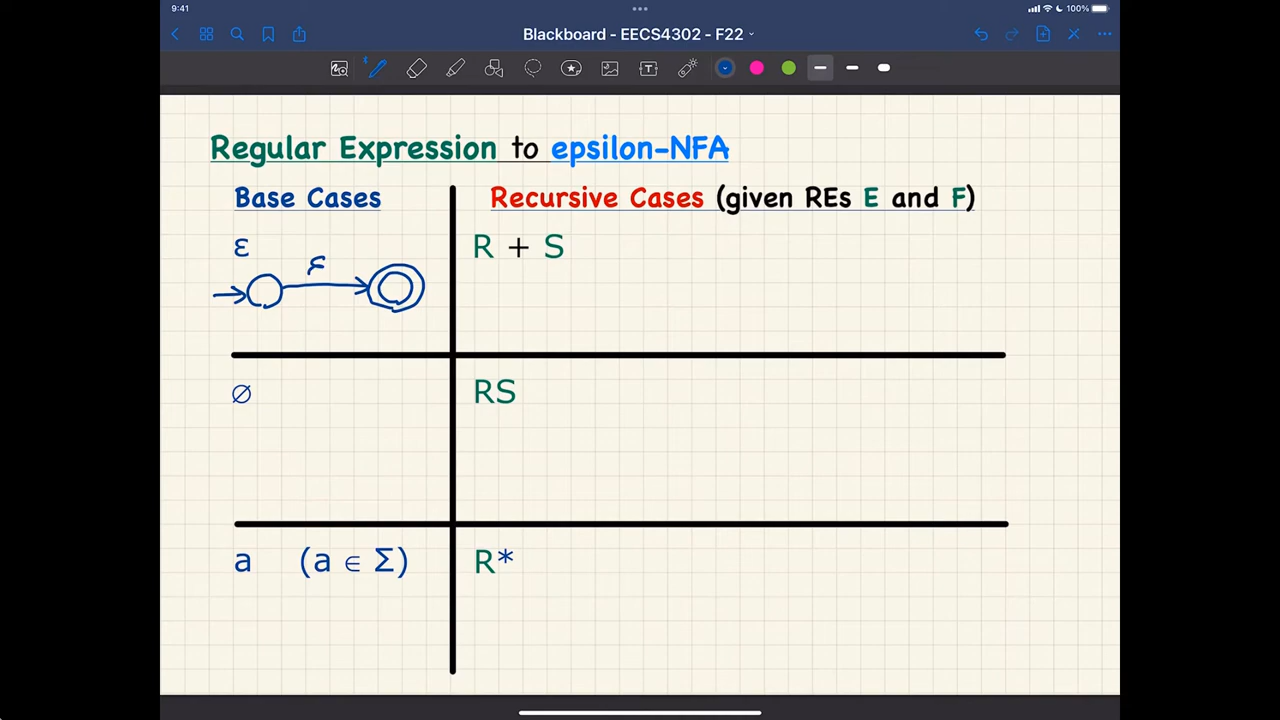 9:41
100%
Blackboard - EECS4302 - F22
Regular Expression to epsilon-NFA
Base Cases
Recursive Cases (given REs E and F)
ε
ε
R + S
∅
RS
a (a ∈ Σ)
R*